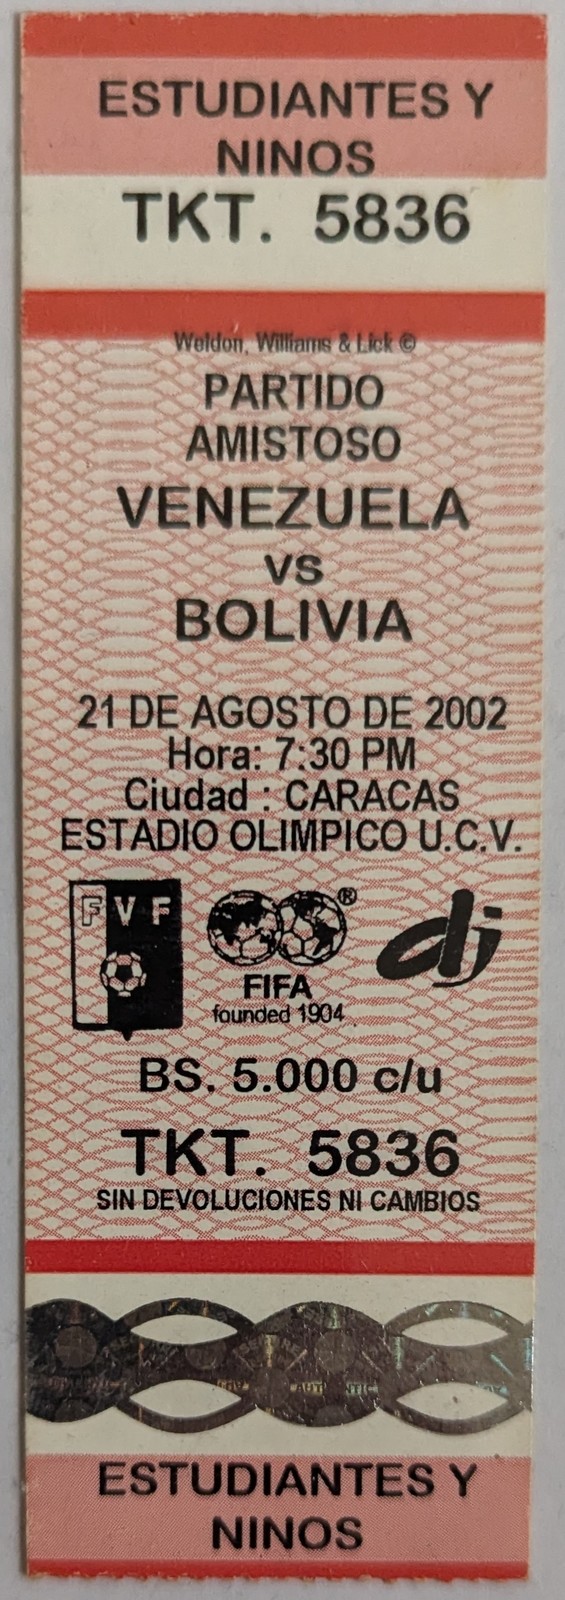 ESTUDIANTES Y
NINOS
TKT. 5836
Weldon, Williams & Lick ©
PARTIDO
AMISTOSO
VENEZUELA
VS
BOLIVIA
21 DE AGOSTO DE 2002
Hora: 7:30 PM
Ciudad : CARACAS
ESTADIO OLIMPICO U.C.V.
FVF
®
dj
FIFA
founded 1904
BS. 5.000 c/u
TKT. 5836
SIN DEVOLUCIONES NI CAMBIOS
ESTUDIANTES Y
NINOS